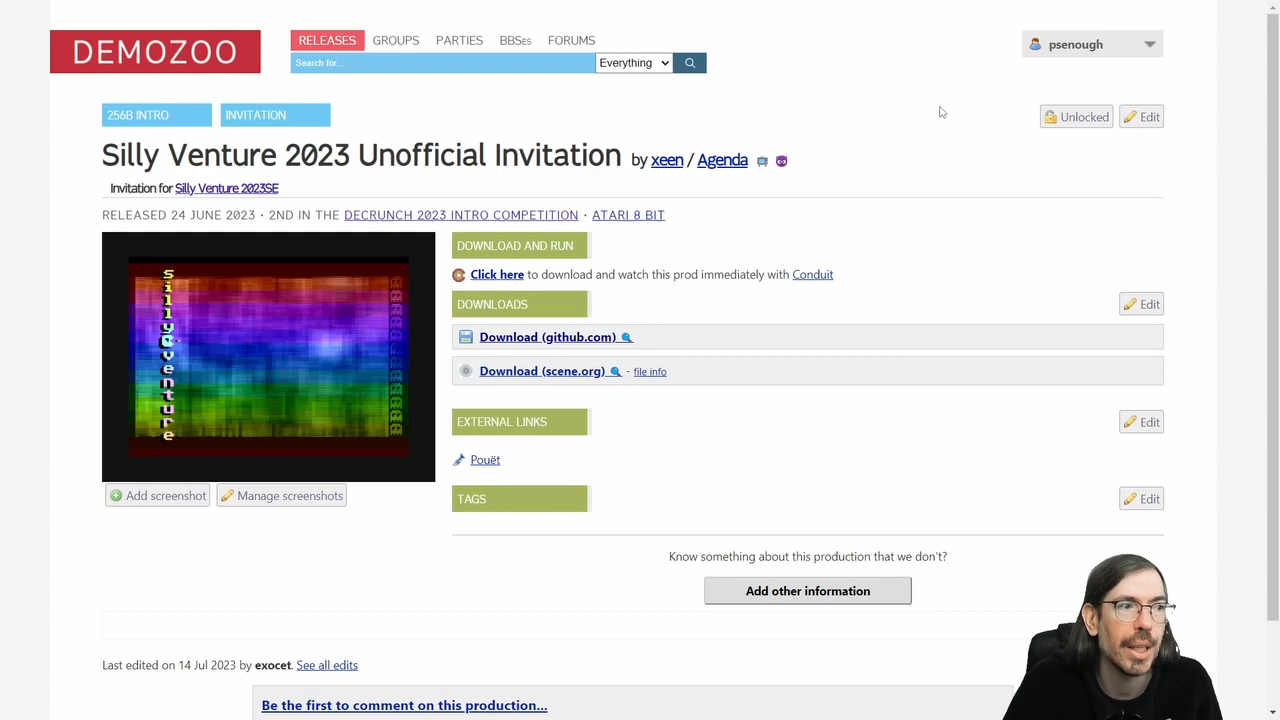 DEMOZOO
RELEASES GROUPS PARTIES BBSes FORUMS
psenough
Search for... Everything
256B INTRO INVITATION
Unlocked Edit
Silly Venture 2023 Unofficial Invitation by xeen / Agenda
Invitation for Silly Venture 2023SE
RELEASED 24 JUNE 2023 · 2ND IN THE DECRUNCH 2023 INTRO COMPETITION · ATARI 8 BIT
sillyventure
DOWNLOAD AND RUN
Click here to download and watch this prod immediately with Conduit
DOWNLOADS Edit
Download (github.com)
Download (scene.org) - file info
EXTERNAL LINKS Edit
Pouët
Add screenshot Manage screenshots
TAGS Edit
Know something about this production that we don't?
Add other information
Last edited on 14 Jul 2023 by exocet. See all edits
Be the first to comment on this production...